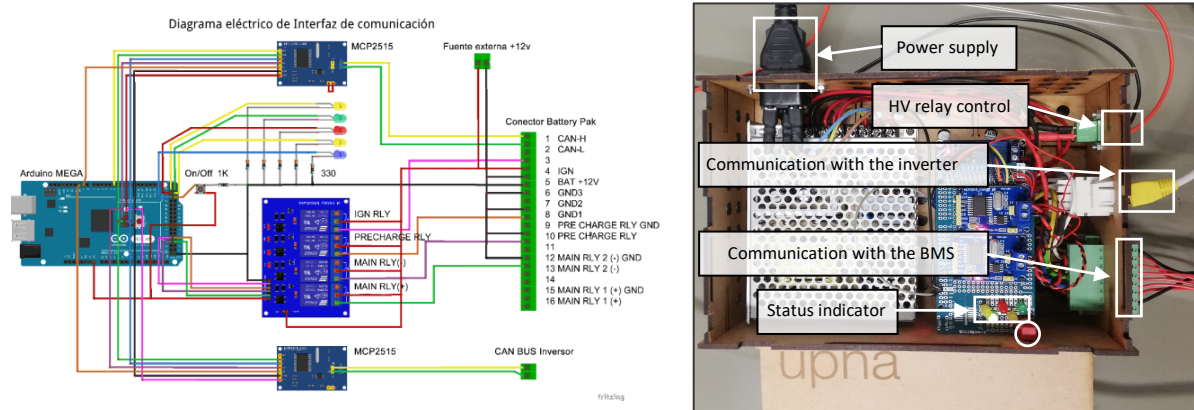 Diagrama eléctrico de Interfaz de comunicación
MCP2515
Fuente externa +12v
Conector Battery Pak
1 CAN-H
2 CAN-L
3
4 IGN
5 BAT +12V
6 GND3
7 GND2
8 GND1
9 PRE CHARGE RLY GND
10 PRE CHARGE RLY
11
12 MAIN RLY 2 (-) GND
13 MAIN RLY 2 (-)
14
15 MAIN RLY 1 (+) GND
16 MAIN RLY 1 (+)
Arduino MEGA
On/Off 1K
330
IGN RLY
PRECHARGE RLY
MAIN RLY(-)
MAIN RLY(+)
MCP2515
CAN BUS Inversor
fritzing
Power supply
HV relay control
Communication with the inverter
Communication with the BMS
Status indicator
upna